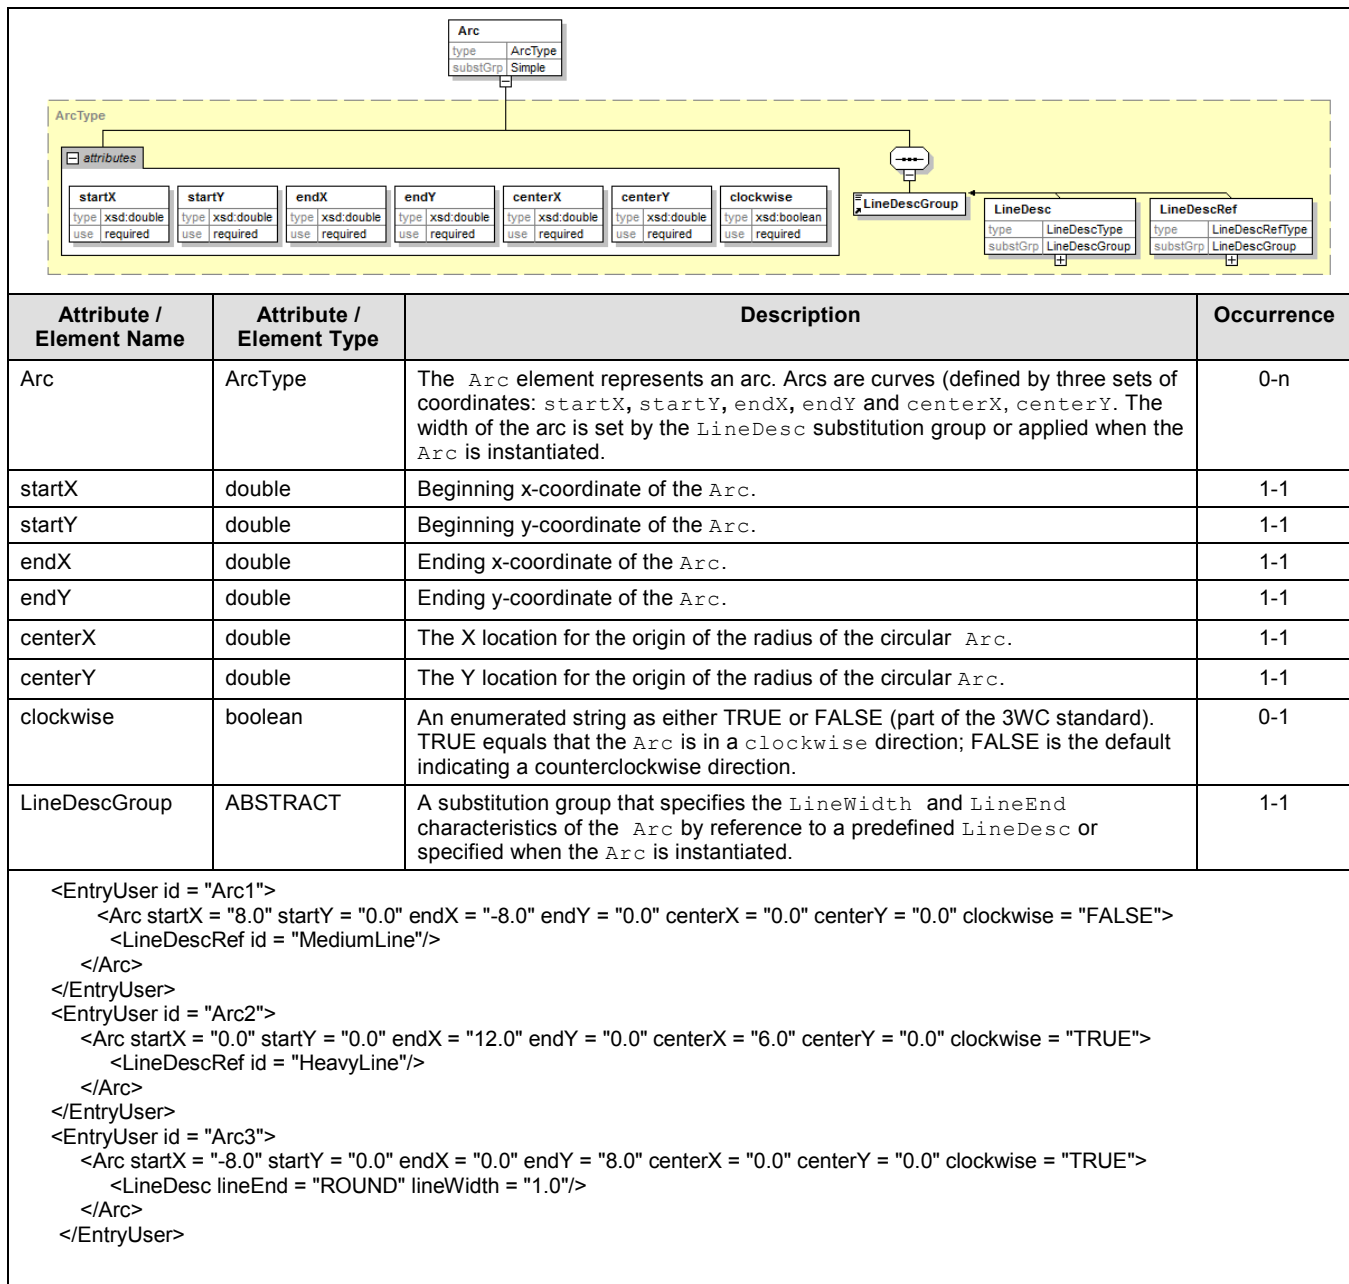 Arc
type ArcType
substGrp Simple
ArcType
attributes
startX startY endX endY centerX centerY clockwise
type xsd:double type xsd:double type xsd:double type xsd:double type xsd:double type xsd:double type xsd:boolean
use required use required use required use required use required use required use required
LineDescGroup
LineDesc LineDescRef
type LineDescType type LineDescRefType
substGrp LineDescGroup substGrp LineDescGroup
Attribute / Element Name Attribute / Element Type Description Occurrence
Arc ArcType The Arc element represents an arc. Arcs are curves (defined by three sets of 0-n
coordinates: startX, startY, endX, endY and centerX, centerY. The
width of the arc is set by the LineDesc substitution group or applied when the
Arc is instantiated.
startX double Beginning x-coordinate of the Arc. 1-1
startY double Beginning y-coordinate of the Arc. 1-1
endX double Ending x-coordinate of the Arc. 1-1
endY double Ending y-coordinate of the Arc. 1-1
centerX double The X location for the origin of the radius of the circular Arc. 1-1
centerY double The Y location for the origin of the radius of the circular Arc. 1-1
clockwise boolean An enumerated string as either TRUE or FALSE (part of the 3WC standard). 0-1
TRUE equals that the Arc is in a clockwise direction; FALSE is the default
indicating a counterclockwise direction.
LineDescGroup ABSTRACT A substitution group that specifies the LineWidth and LineEnd 1-1
characteristics of the Arc by reference to a predefined LineDesc or
specified when the Arc is instantiated.
<EntryUser id = "Arc1">
<Arc startX = "8.0" startY = "0.0" endX = "-8.0" endY = "0.0" centerX = "0.0" centerY = "0.0" clockwise = "FALSE">
<LineDescRef id = "MediumLine"/>
</Arc>
</EntryUser>
<EntryUser id = "Arc2">
<Arc startX = "0.0" startY = "0.0" endX = "12.0" endY = "0.0" centerX = "6.0" centerY = "0.0" clockwise = "TRUE">
<LineDescRef id = "HeavyLine"/>
</Arc>
</EntryUser>
<EntryUser id = "Arc3">
<Arc startX = "-8.0" startY = "0.0" endX = "0.0" endY = "8.0" centerX = "0.0" centerY = "0.0" clockwise = "TRUE">
<LineDesc lineEnd = "ROUND" lineWidth = "1.0"/>
</Arc>
</EntryUser>